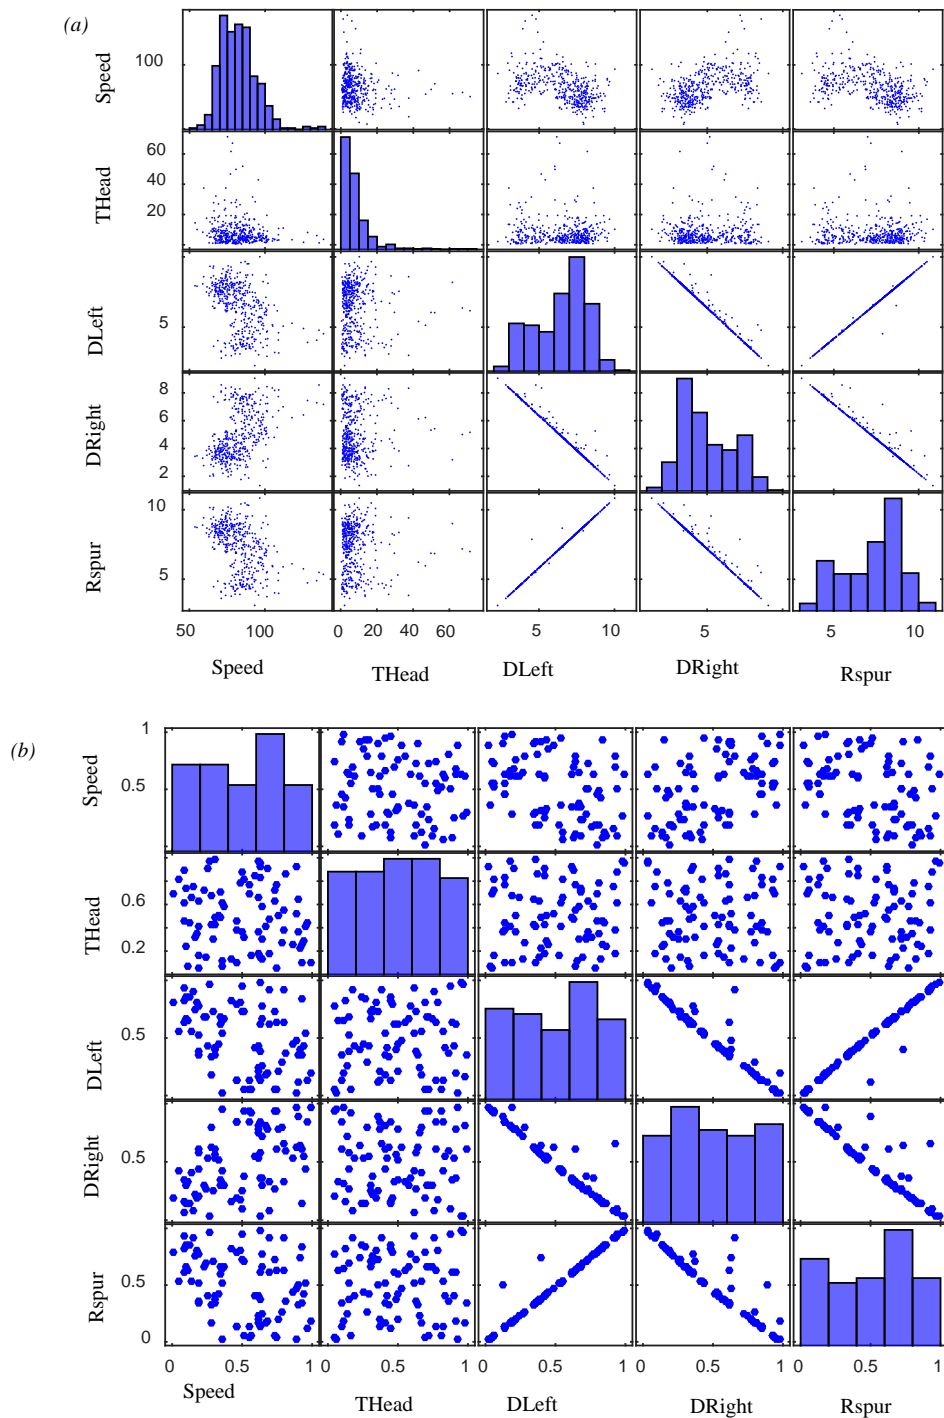 (a)
Speed
100
THead
60
40
20
DLeft
5
DRight
8
6
4
2
Rspur
10
5
50 100 0 20 40 60 5 10 5 5 10
Speed THead DLeft DRight Rspur
(b)
Speed
1
0.5
THead
0.6
0.2
DLeft
0.5
DRight
0.5
Rspur
0.5
0
0 0.5 1 0 0.5 1 0 0.5 1 0 0.5 1 0 0.5 1
Speed THead DLeft DRight Rspur